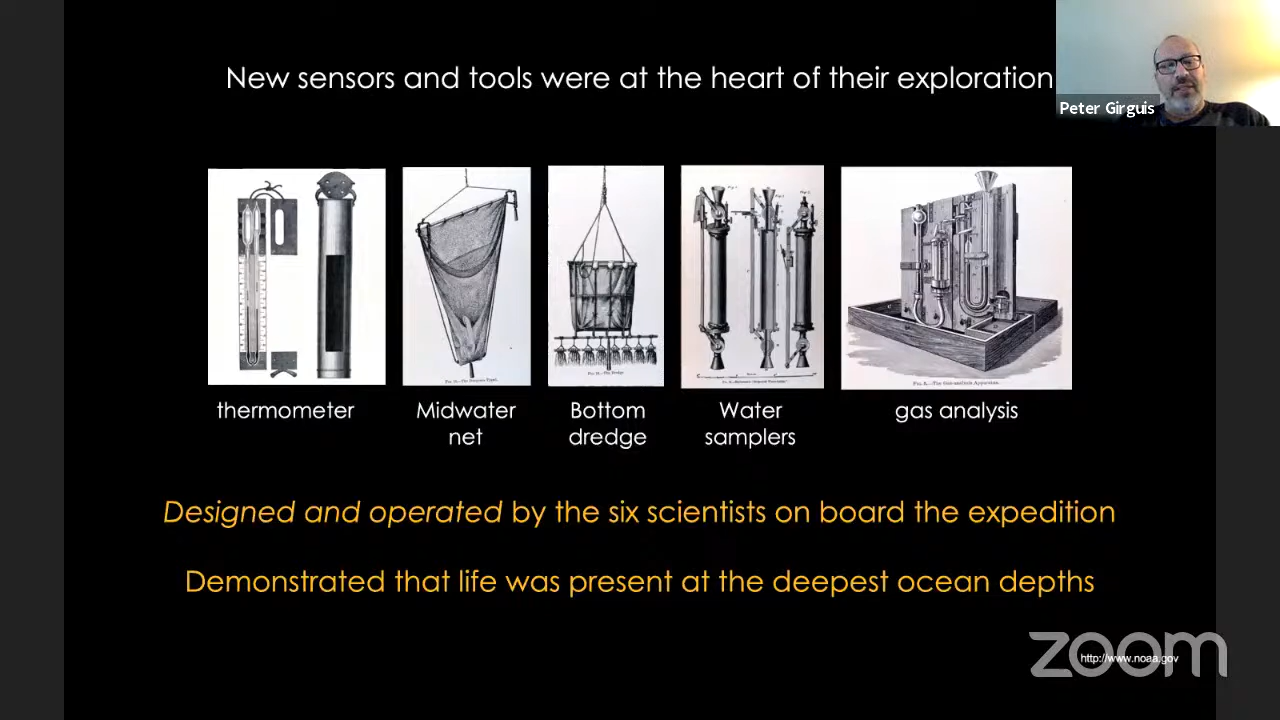 New sensors and tools were at the heart of their exploration
Peter Girguis
thermometer
Midwater
net
Bottom
dredge
Water
samplers
gas analysis
Designed and operated by the six scientists on board the expedition
Demonstrated that life was present at the deepest ocean depths
zoom
http://www.noaa.gov